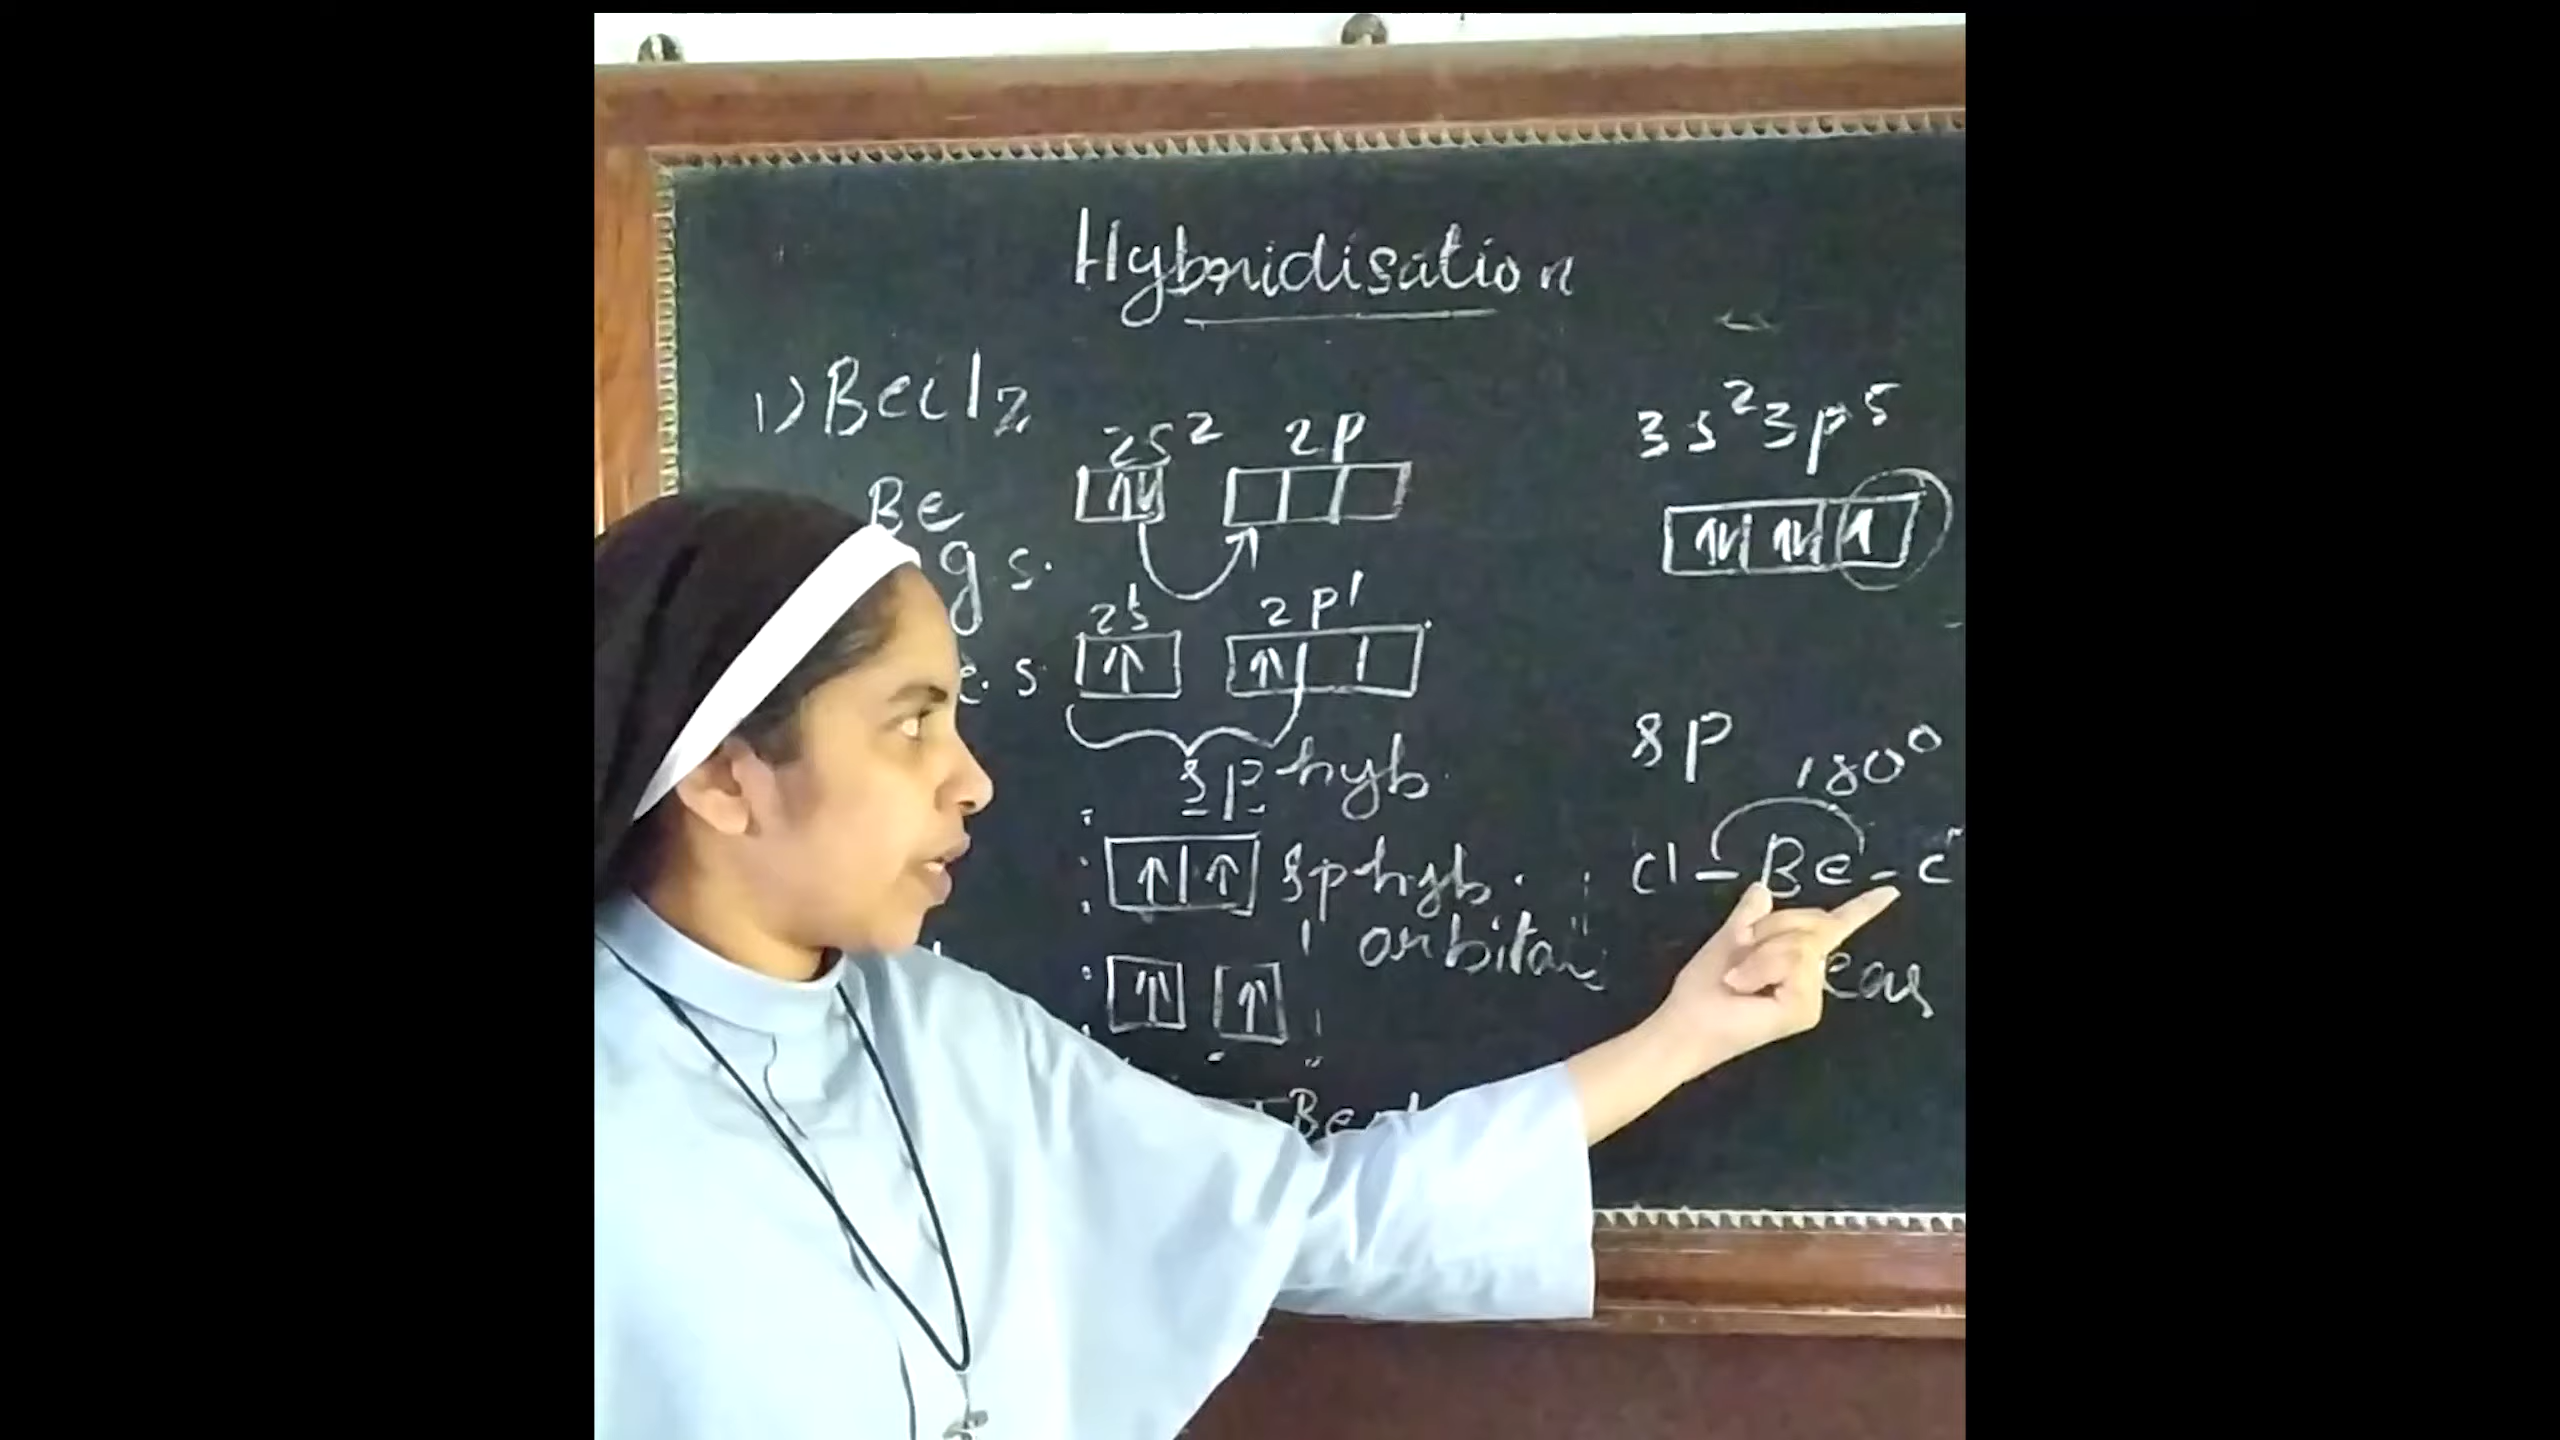 Hybridisation
1) BeCl2
2s2 2p
Be
g s.
2s1 2p1
e. s
sp hyb.
sp hyb.
orbital
3s2 3p5
sp
180°
Cl - Be - C